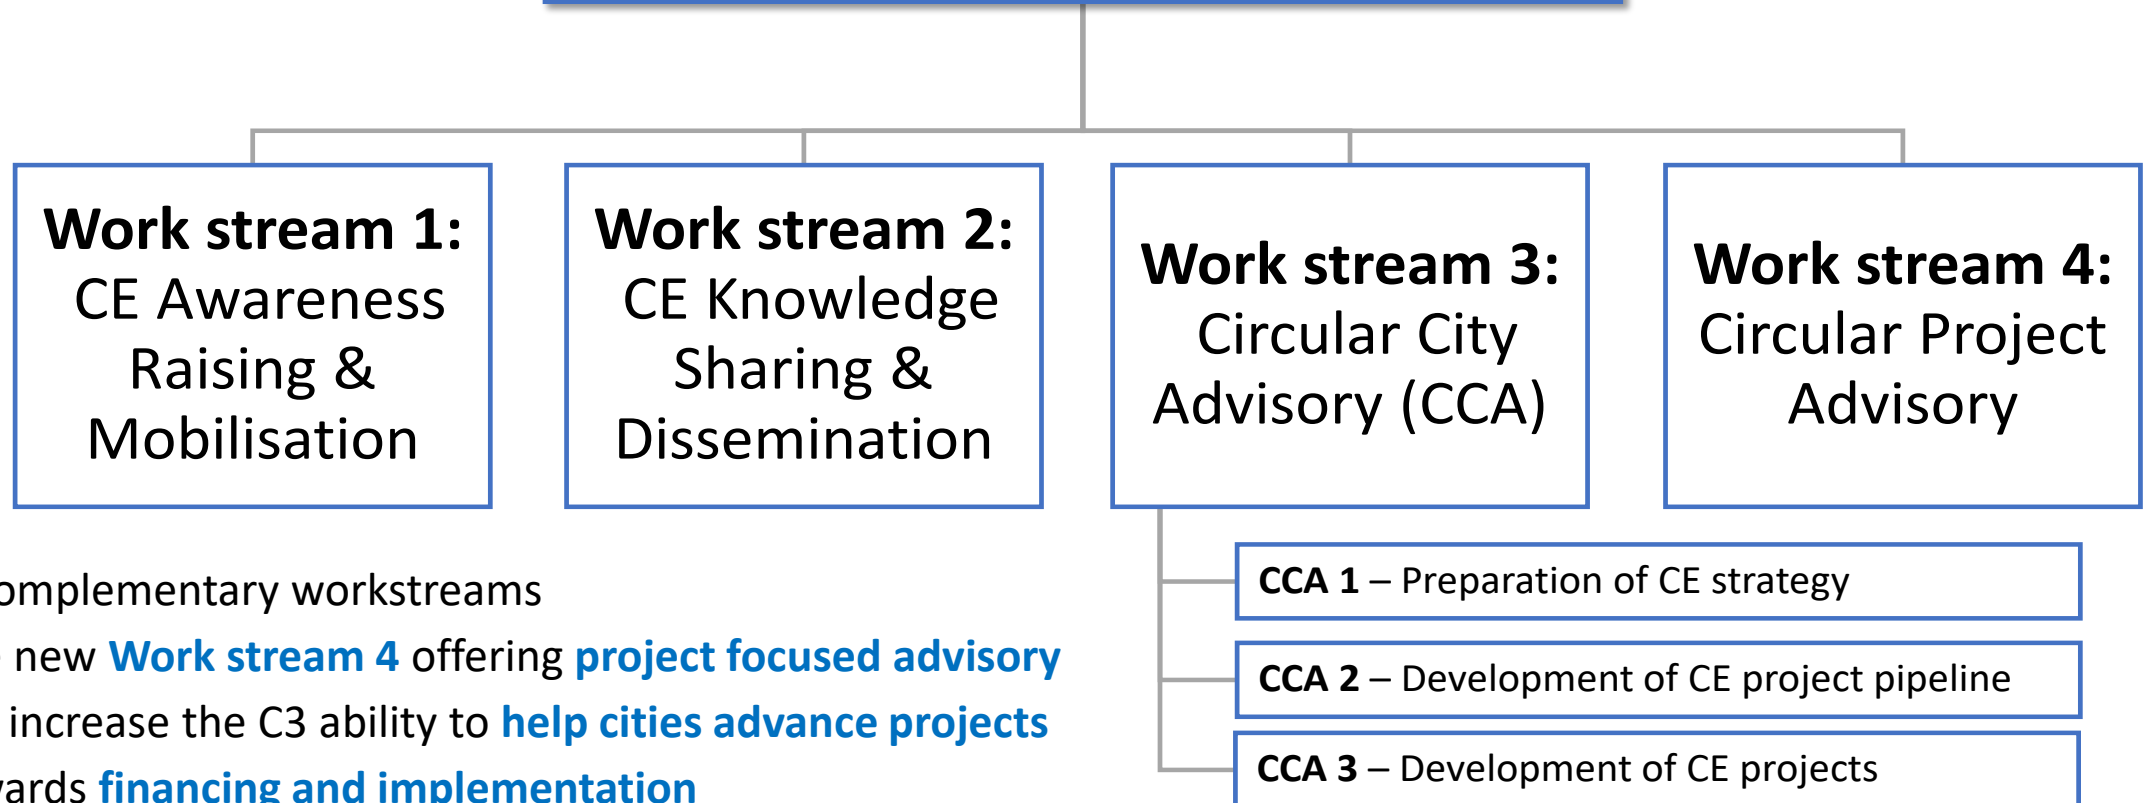 Work stream 1:
CE Awareness
Raising &
Mobilisation
Work stream 2:
CE Knowledge
Sharing &
Dissemination
Work stream 3:
Circular City
Advisory (CCA)
Work stream 4:
Circular Project
Advisory
CCA 1 – Preparation of CE strategy
CCA 2 – Development of CE project pipeline
CCA 3 – Development of CE projects
omplementary workstreams
new Work stream 4 offering project focused advisory
increase the C3 ability to help cities advance projects
wards financing and implementation